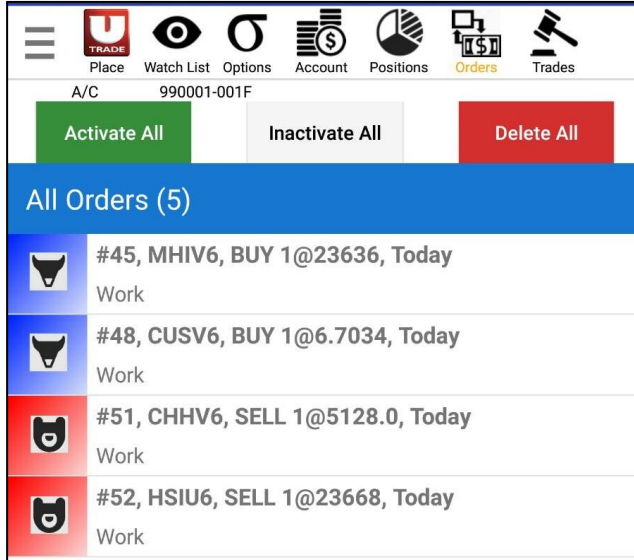 U
TRADE
Place Watch List Options Account Positions Orders Trades
A/C 990001-001F
Activate All Inactivate All Delete All
All Orders (5)
#45, MHIV6, BUY 1@23636, Today
Work
#48, CUSV6, BUY 1@6.7034, Today
Work
#51, CHHV6, SELL 1@5128.0, Today
Work
#52, HSIU6, SELL 1@23668, Today
Work